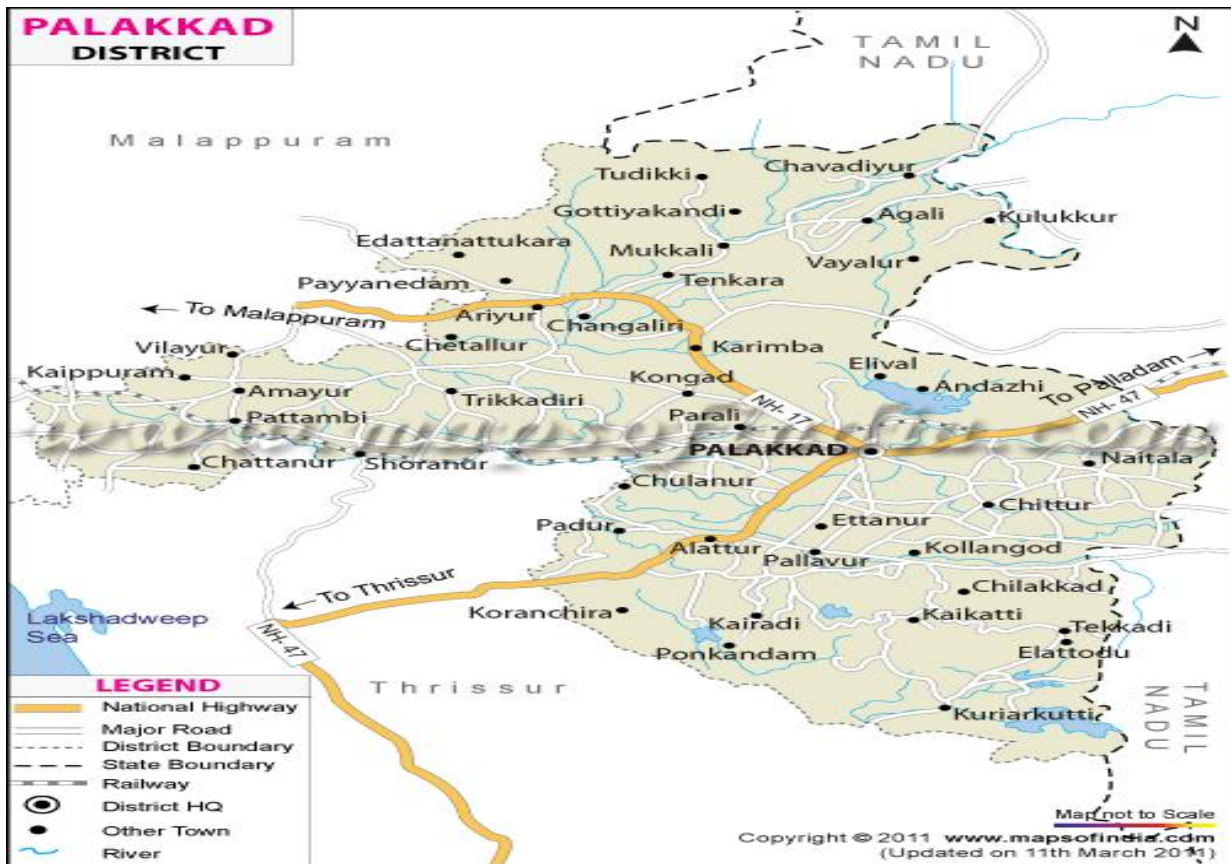 PALAKKAD
DISTRICT
N
TAMIL
NADU
Malappuram
Tudikki
Chavadiyur
Gottiyakandi
Agali
Kulukkur
Edattanattukara
Mukkali
Vayalur
Payyanedam
Tenkara
To Malappuram
Ariyur
Changaliri
Vilayur
Chetallur
Karimba
Kaippuram
Kongad
Elival
Andazhi
To Palladam
Amayur
Trikkadiri
NH- 17
NH- 47
Pattambi
Parali
www.mapsofindia.com
PALAKKAD
Chattanur
Shoranur
Naitala
Chulanur
Chittur
Padur
Ettanur
Alattur
Pallavur
Kollangod
To Thrissur
Chilakkad
Koranchira
Kairadi
Kaikatti
Lakshadweep
Sea
NH- 47
Tekkadi
Ponkandam
Elattodu
Thrissur
TAMIL
NADU
Kuriarkutti
LEGEND
National Highway
Major Road
District Boundary
State Boundary
Railway
District HQ
Other Town
River
Map not to Scale
Copyright © 2011 www.mapsofindia.com
(Updated on 11th March 2011)